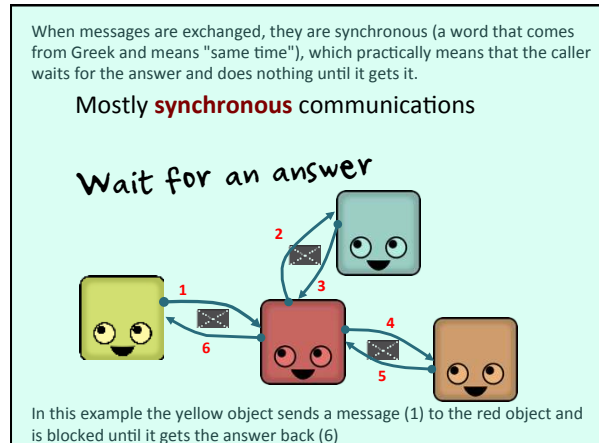 When messages are exchanged, they are synchronous (a word that comes
from Greek and means "same time"), which practically means that the caller
waits for the answer and does nothing until it gets it.
Mostly synchronous communications
Wait for an answer
2
3
1
4
6
5
In this example the yellow object sends a message (1) to the red object and
is blocked until it gets the answer back (6)